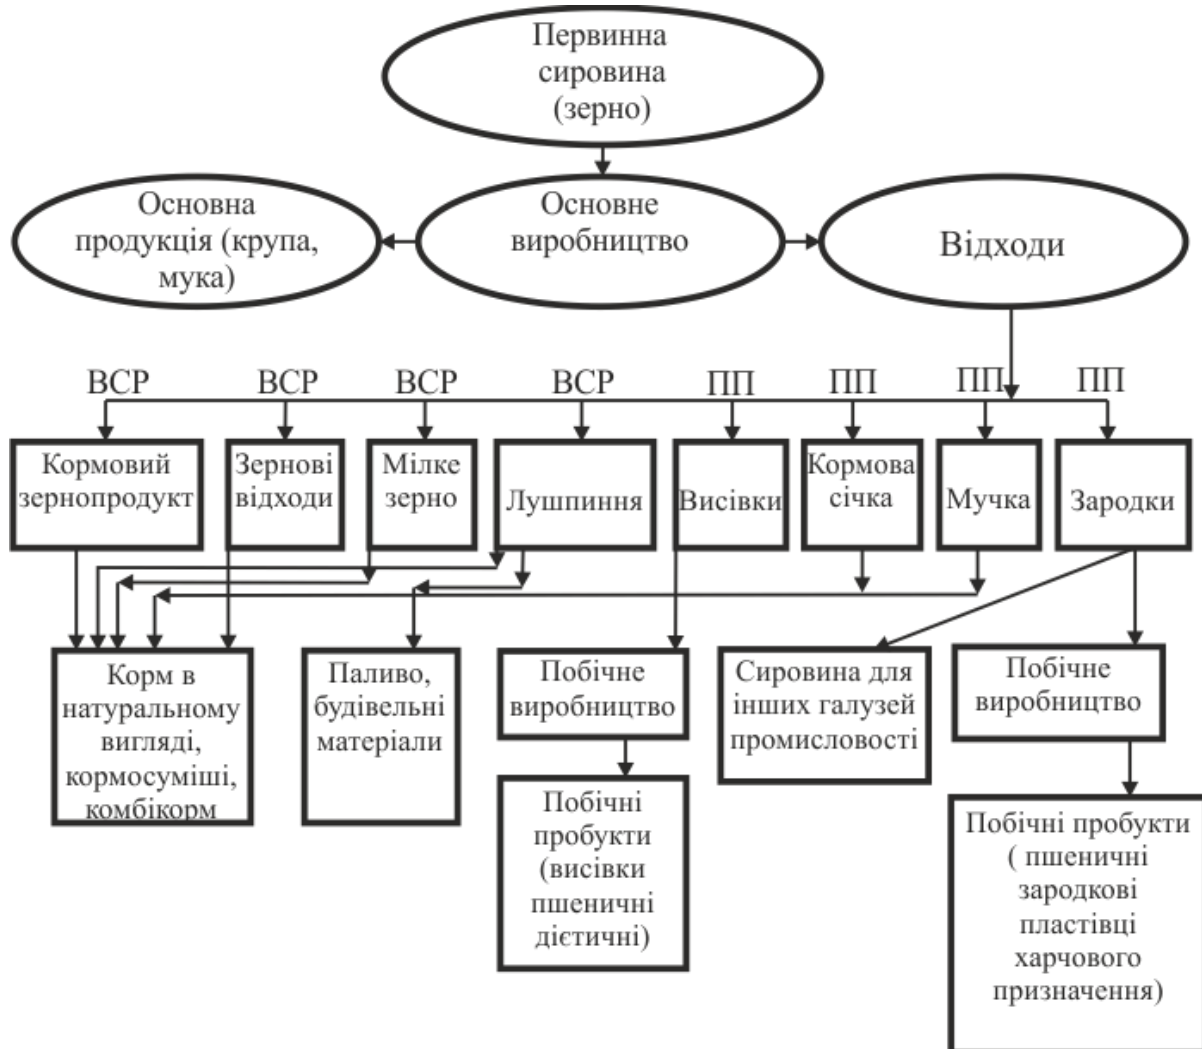 Первинна
сировина
(зерно)
Основна
продукція (крупа,
мука)
Основне
виробництво
Відходи
ВСР
ВСР
ВСР
ВСР
ПП
ПП
ПП
ПП
Кормовий
зернопродукт
Зернові
відходи
Мілке
зерно
Лушпиння
Висівки
Кормова
січка
Мучка
Зародки
Корм в
натуральному
вигляді,
кормосуміші,
комбікорм
Паливо,
будівельні
матеріали
Побічне
виробництво
Сировина для
інших галузей
промисловості
Побічне
виробництво
Побічні
пробукти
(висівки
пшеничні
дієтичні)
Побічні пробукти
( пшеничні
зародкові
пластівці
харчового
призначення)